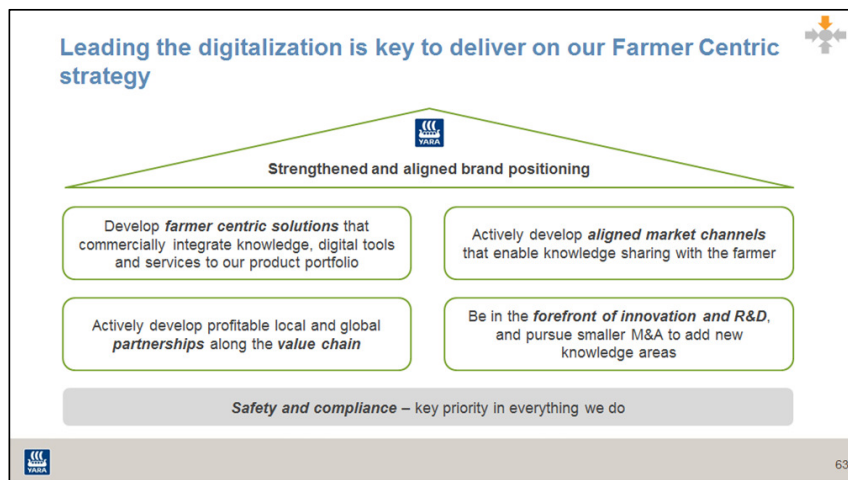 Leading the digitalization is key to deliver on our Farmer Centric
strategy
YARA
Strengthened and aligned brand positioning
Develop farmer centric solutions that
commercially integrate knowledge, digital tools
and services to our product portfolio
Actively develop aligned market channels
that enable knowledge sharing with the farmer
Actively develop profitable local and global
partnerships along the value chain
Be in the forefront of innovation and R&D,
and pursue smaller M&A to add new
knowledge areas
Safety and compliance – key priority in everything we do
YARA
63